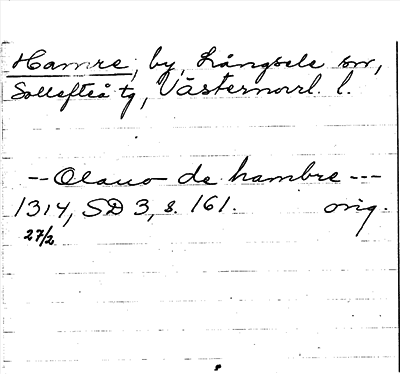 Hamre, by, Långsele sn,
Sollefteå tg, Västernorrl. l.
-- Olauo de hambre ---
1314, SD 3, s. 161. orig.
27/2